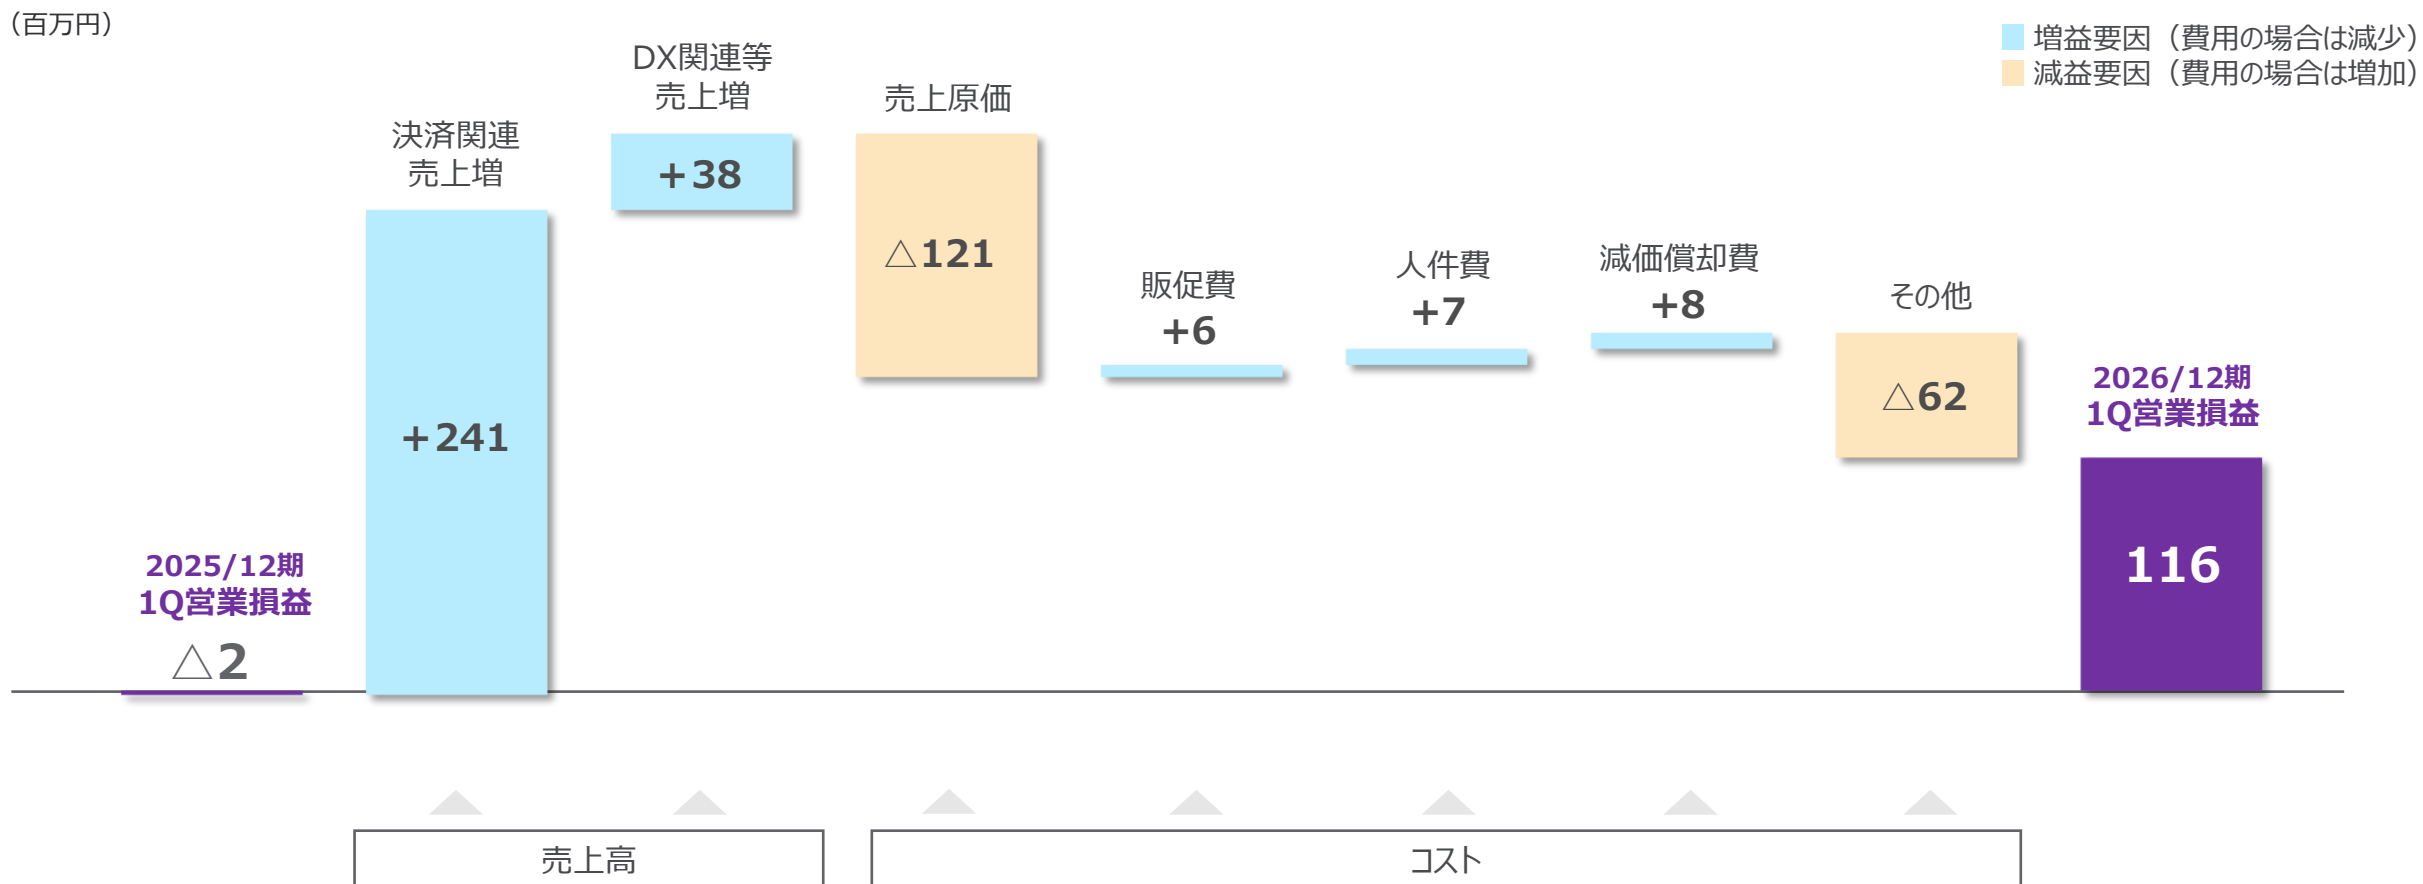 （百万円）
増益要因（費用の場合は減少）
減益要因（費用の場合は増加）
2025/12期
1Q営業損益
△2
決済関連
売上増
+241
DX関連等
売上増
+38
売上原価
△121
販促費
+6
人件費
+7
減価償却費
+8
その他
△62
2026/12期
1Q営業損益
116
売上高
コスト